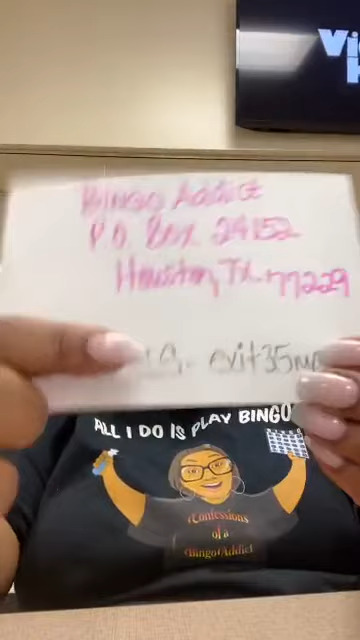 Bingo Addict
P.O. Box 24152
Houston, TX 77229
ALL I DO IS PLAY BINGO
Confessions
of a
BingoAddict